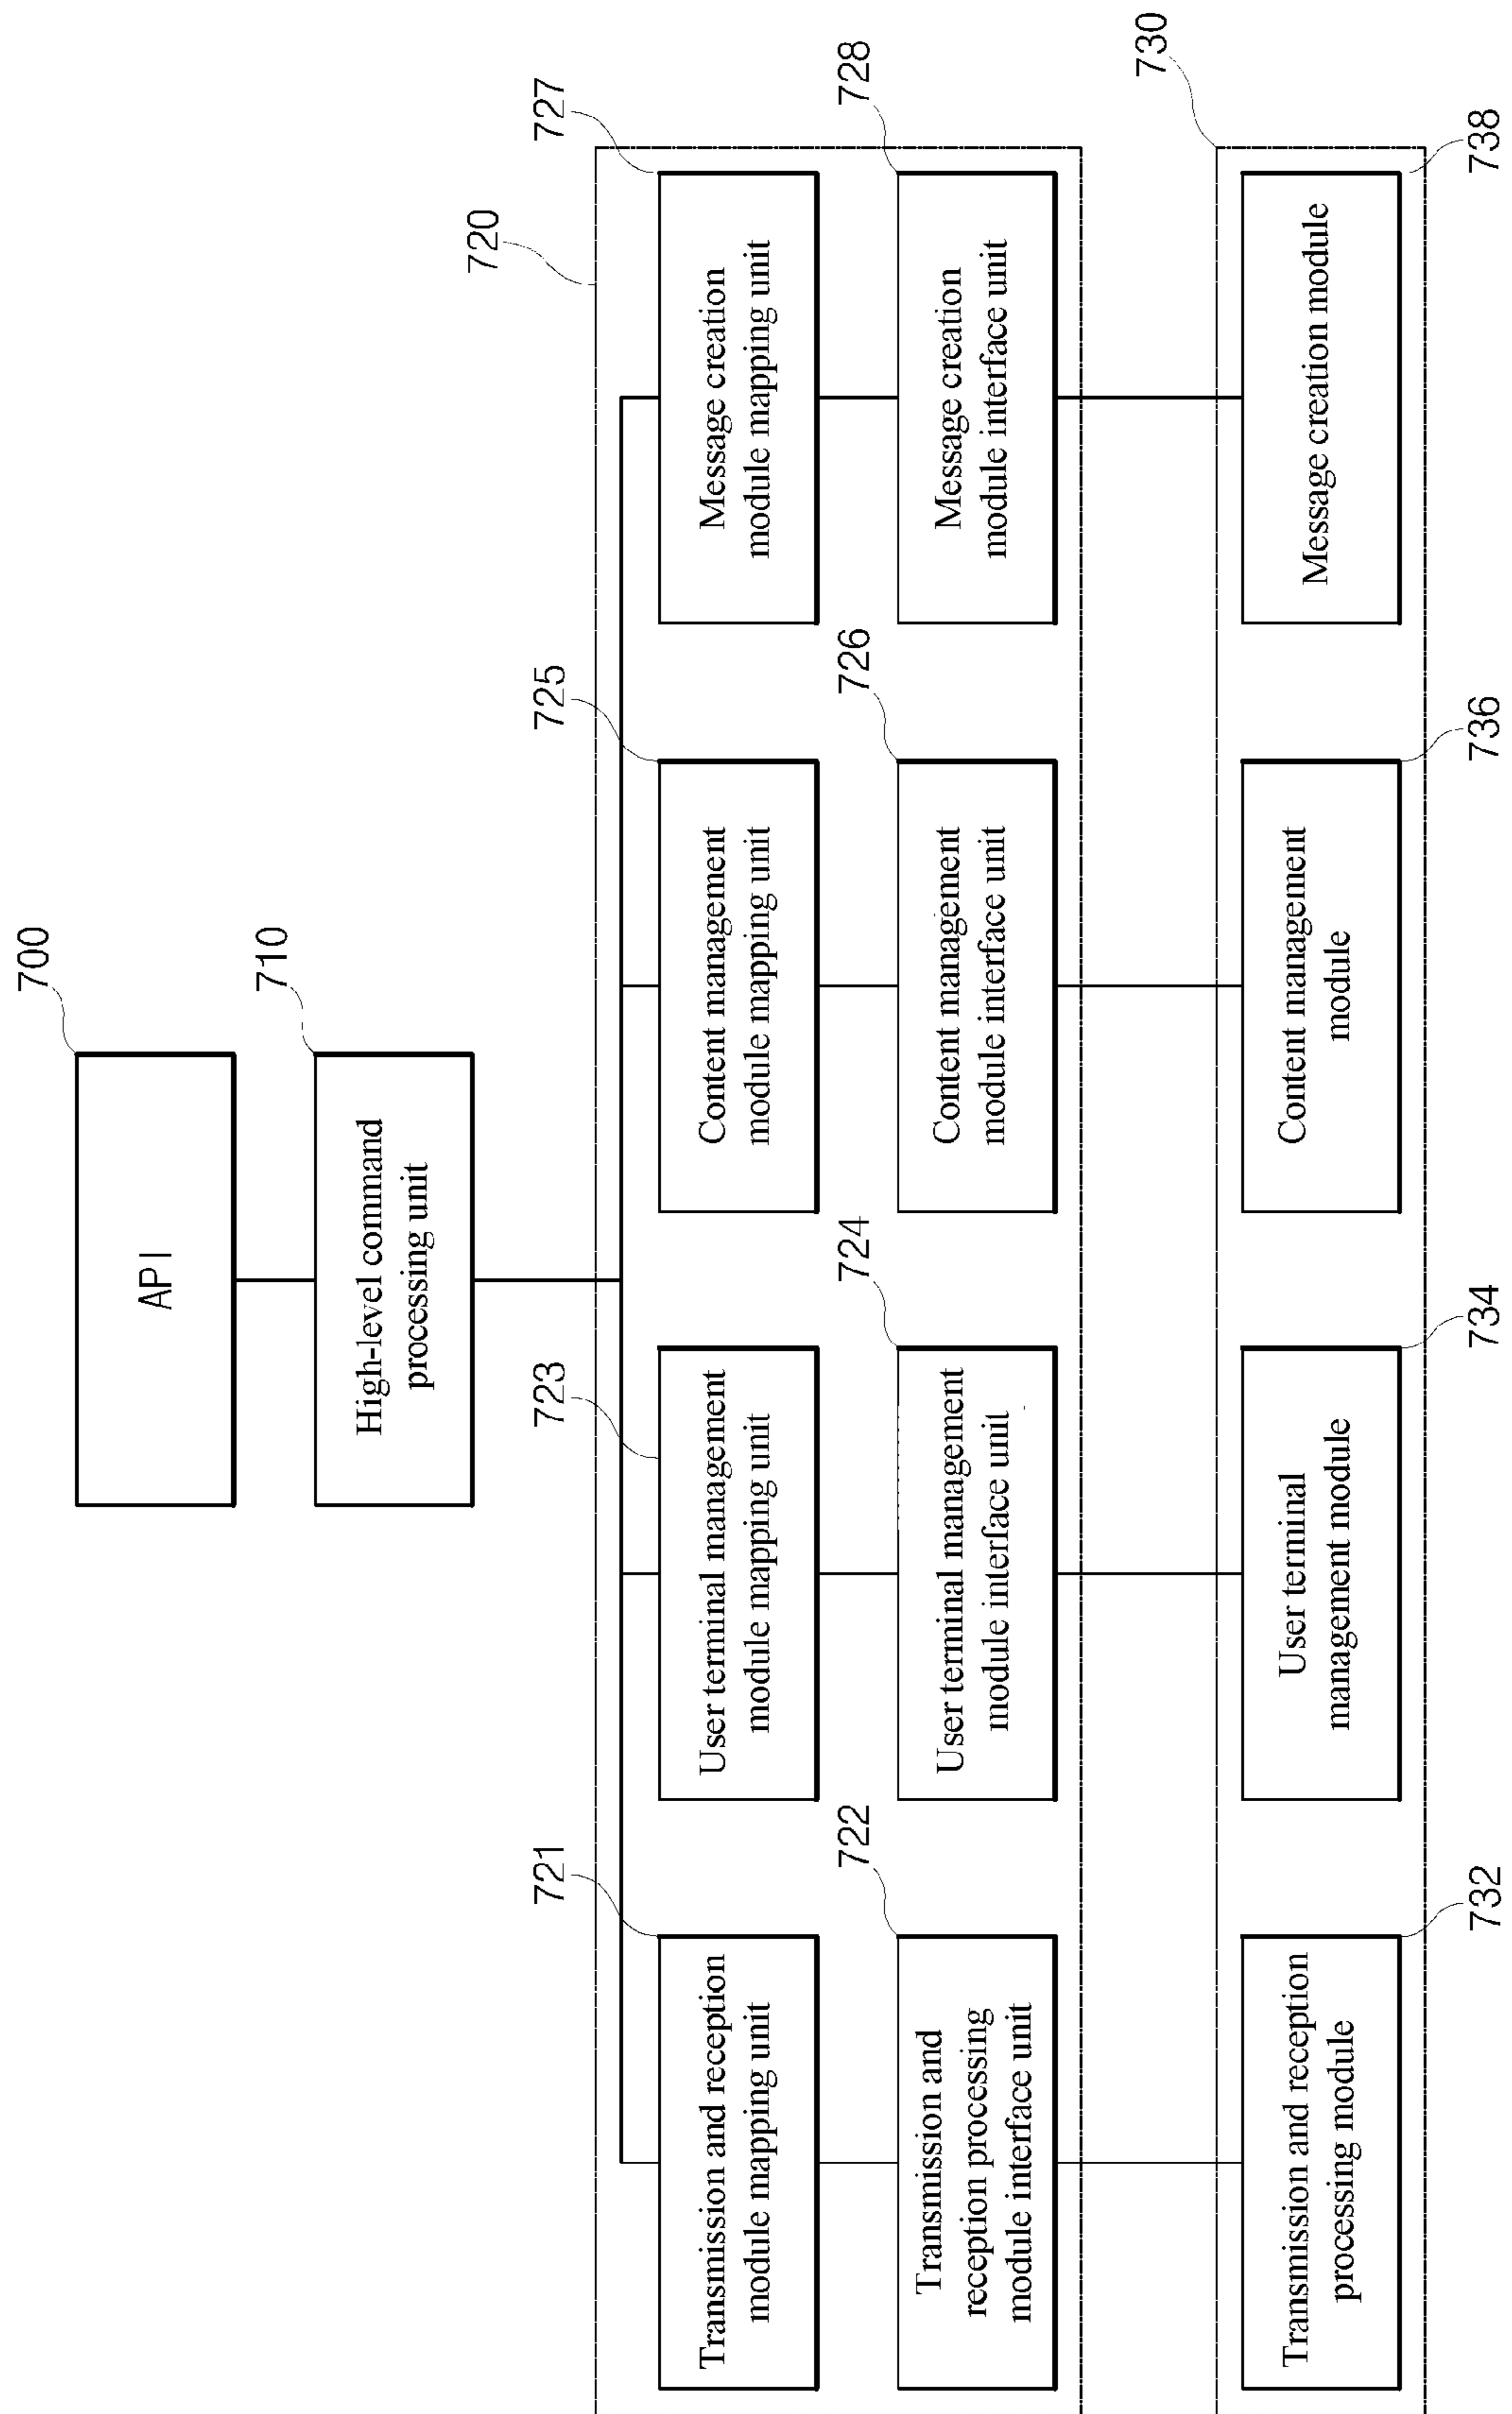 700
API
710
High-level command
processing unit
720
721
Transmission and reception
module mapping unit
723
User terminal management
module mapping unit
725
Content management
module mapping unit
727
Message creation
module mapping unit
722
Transmission and
reception processing
module interface unit
724
User terminal management
module interface unit
726
Content management
module interface unit
728
Message creation
module interface unit
730
Transmission and reception
processing module
732
User terminal
management module
734
Content management
module
736
Message creation module
738